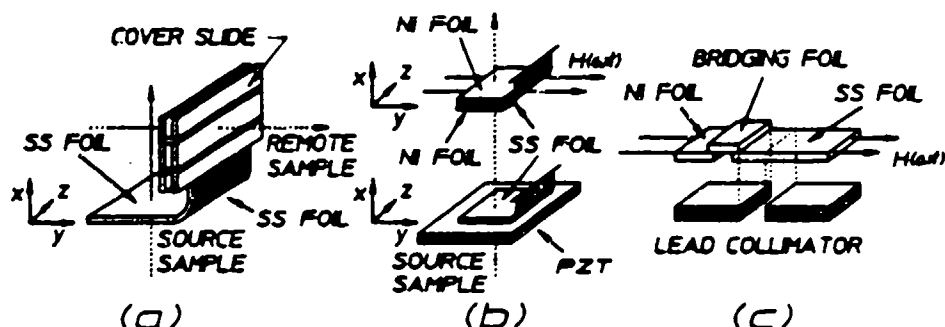 COVER SLIDE
SS FOIL
REMOTE SAMPLE
x z y
SS FOIL
SOURCE SAMPLE
(a)
NI FOIL
H(ωt)
x z y
NI FOIL
SS FOIL
x z y
SOURCE SAMPLE
PZT
(b)
BRIDGING FOIL
NI FOIL
SS FOIL
H(ωt)
LEAD COLLIMATOR
(c)